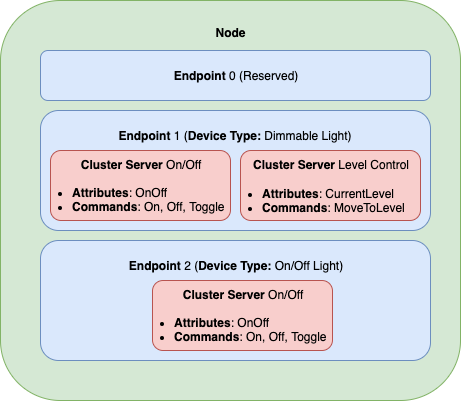 Node
Endpoint 0 (Reserved)
Endpoint 1 (Device Type: Dimmable Light)
Cluster Server On/Off
• Attributes: OnOff
• Commands: On, Off, Toggle
Cluster Server Level Control
• Attributes: CurrentLevel
• Commands: MoveToLevel
Endpoint 2 (Device Type: On/Off Light)
Cluster Server On/Off
• Attributes: OnOff
• Commands: On, Off, Toggle